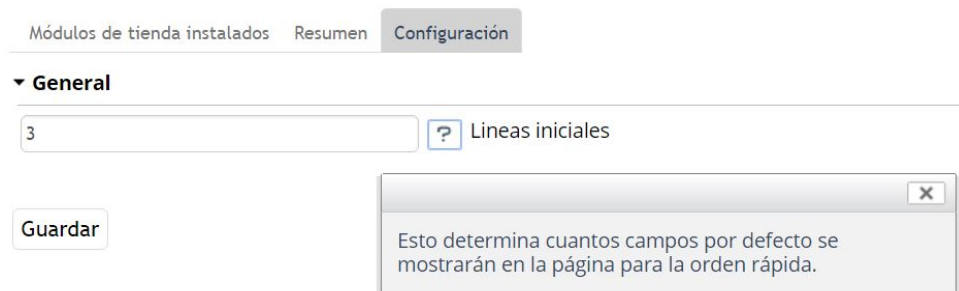 Módulos de tienda instalados Resumen Configuración
General
3 ? Lineas iniciales
Guardar
Esto determina cuantos campos por defecto se
mostrarán en la página para la orden rápida.